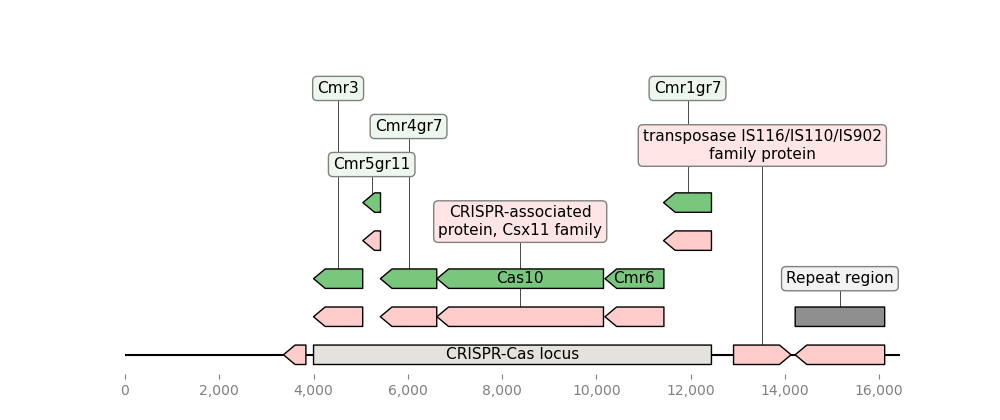 Cmr3
Cmr1gr7
Cmr4gr7
transposase IS116/IS110/IS902
family protein
Cmr5gr11
CRISPR-associated
protein, Csx11 family
Cas10
Cmr6
Repeat region
CRISPR-Cas locus
0
2,000
4,000
6,000
8,000
10,000
12,000
14,000
16,000